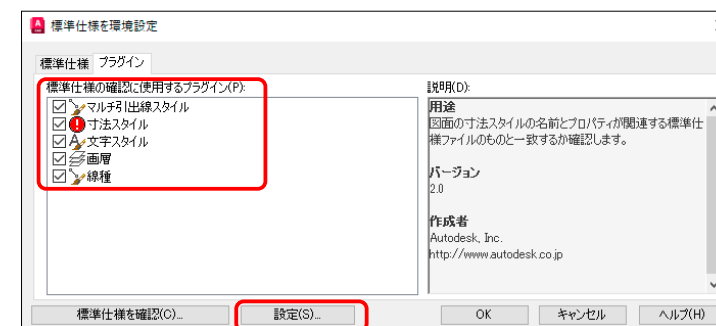 標準仕様を環境設定
標準仕様 プラグイン
標準仕様の確認に使用するプラグイン(P):
マルチ引出線スタイル
寸法スタイル
文字スタイル
画層
線種
説明(D):
用途
図面の寸法スタイルの名前とプロパティが関連する標準仕
様ファイルのものと一致するか確認します。
バージョン
2.0
作成者
Autodesk, Inc.
http://www.autodesk.co.jp
標準仕様を確認(C)... 設定(S)... OK キャンセル ヘルプ(H)